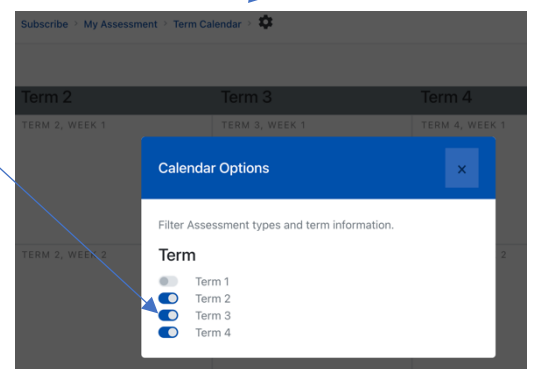 Subscribe › My Assessment › Term Calendar ›
Term 2 Term 3 Term 4
TERM 2, WEEK 1 TERM 3, WEEK 1 TERM 4, WEEK 1
Calendar Options ×
Filter Assessment types and term information.
TERM 2, WEEK 2 2
Term
Term 1
Term 2
Term 3
Term 4